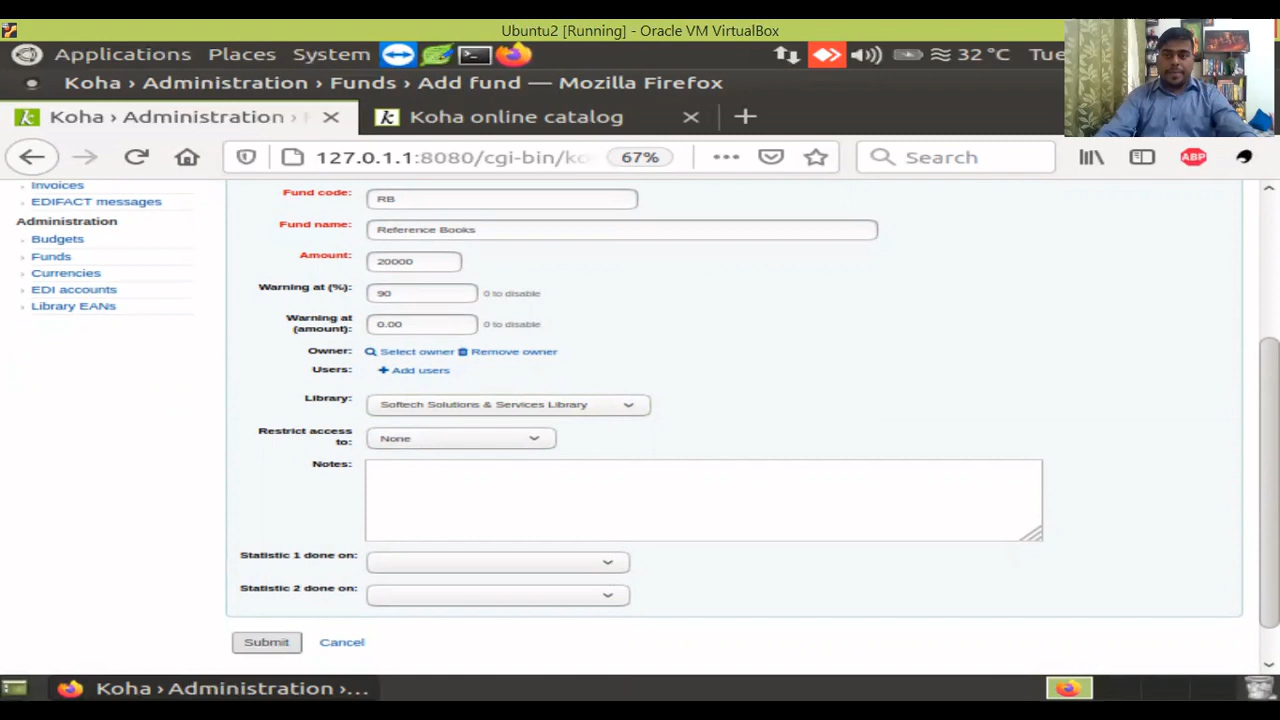 Ubuntu2 [Running] - Oracle VM VirtualBox
Applications Places System 32 °C Tue
Koha › Administration › Funds › Add fund — Mozilla Firefox
Koha › Administration › Koha online catalog
127.0.1.1:8080/cgi-bin/ko 67% Search ABP
Invoices
EDIFACT messages
Administration
Budgets
Funds
Currencies
EDI accounts
Library EANs
Fund code: RB
Fund name: Reference Books
Amount: 20000
Warning at (%): 90 0 to disable
Warning at (amount): 0.00 0 to disable
Owner: Select owner Remove owner
Users: + Add users
Library: Softech Solutions & Services Library
Restrict access to: None
Notes:
Statistic 1 done on:
Statistic 2 done on:
Submit Cancel
Koha › Administration ›...